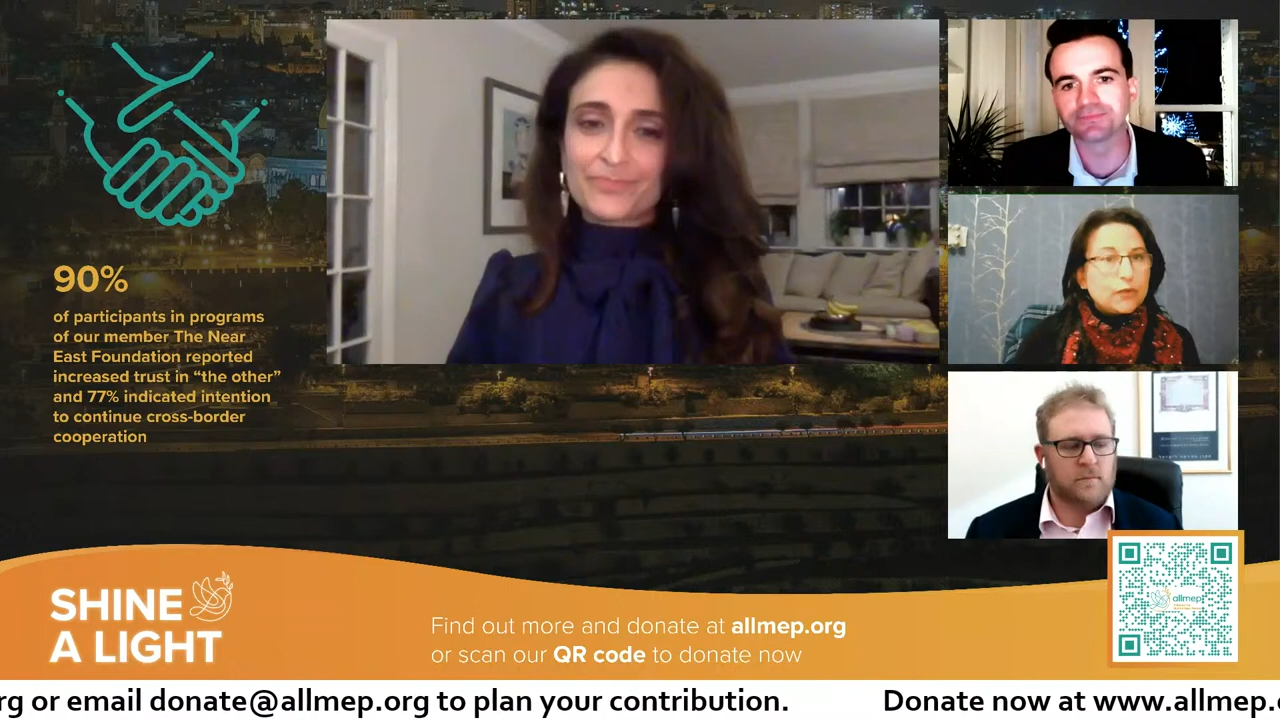 90%
of participants in programs
of our member The Near
East Foundation reported
increased trust in “the other”
and 77% indicated intention
to continue cross-border
cooperation
SHINE
A LIGHT
Find out more and donate at allmep.org
or scan our QR code to donate now
allmep
rg or email donate@allmep.org to plan your contribution. Donate now at www.allmep.